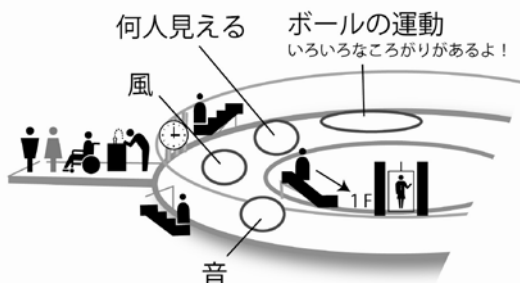 何人見える
ボールの運動
いろいろなころがりがあるよ!
風
1F
音